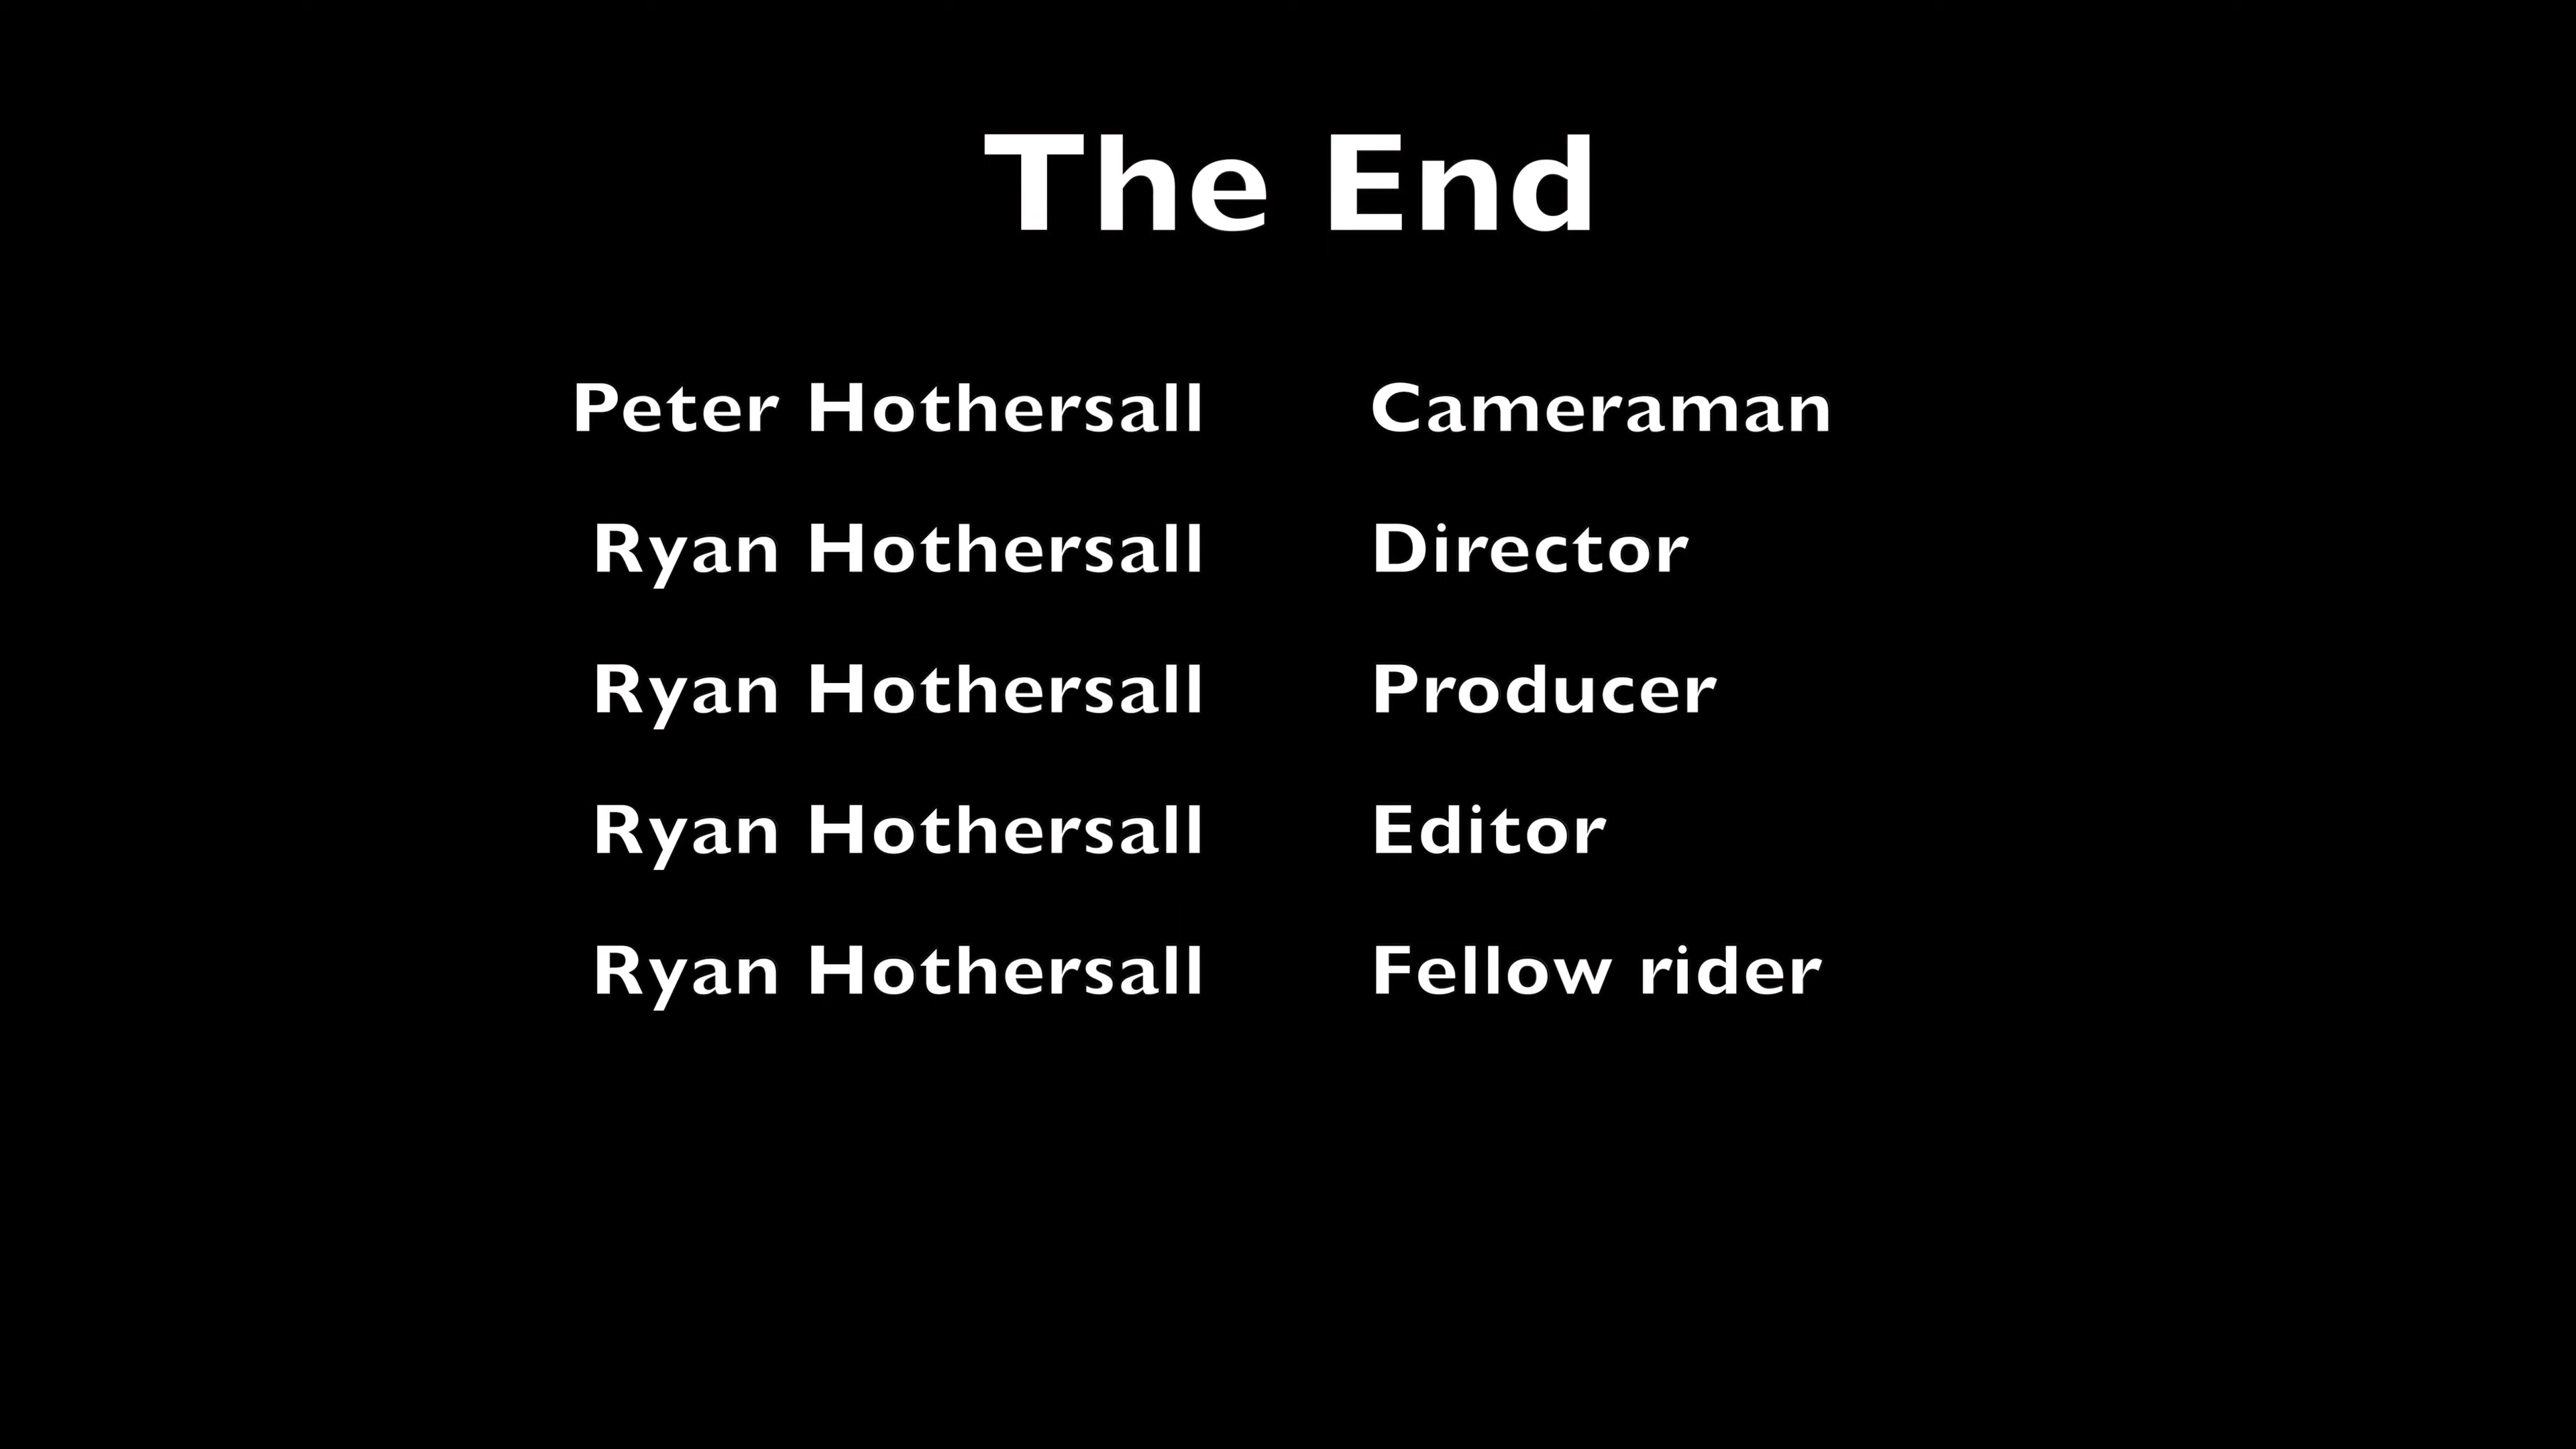 The End
Peter Hothersall Cameraman
Ryan Hothersall Director
Ryan Hothersall Producer
Ryan Hothersall Editor
Ryan Hothersall Fellow rider